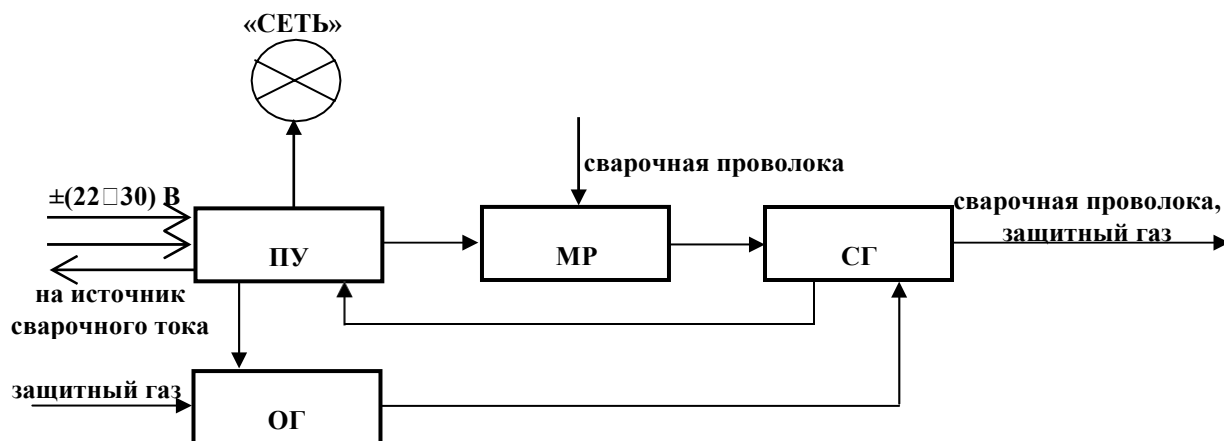 «СЕТЬ»
сварочная проволока
±(22□30) В
сварочная проволока,
защитный газ
ПУ
МР
СГ
на источник
сварочного тока
защитный газ
ОГ